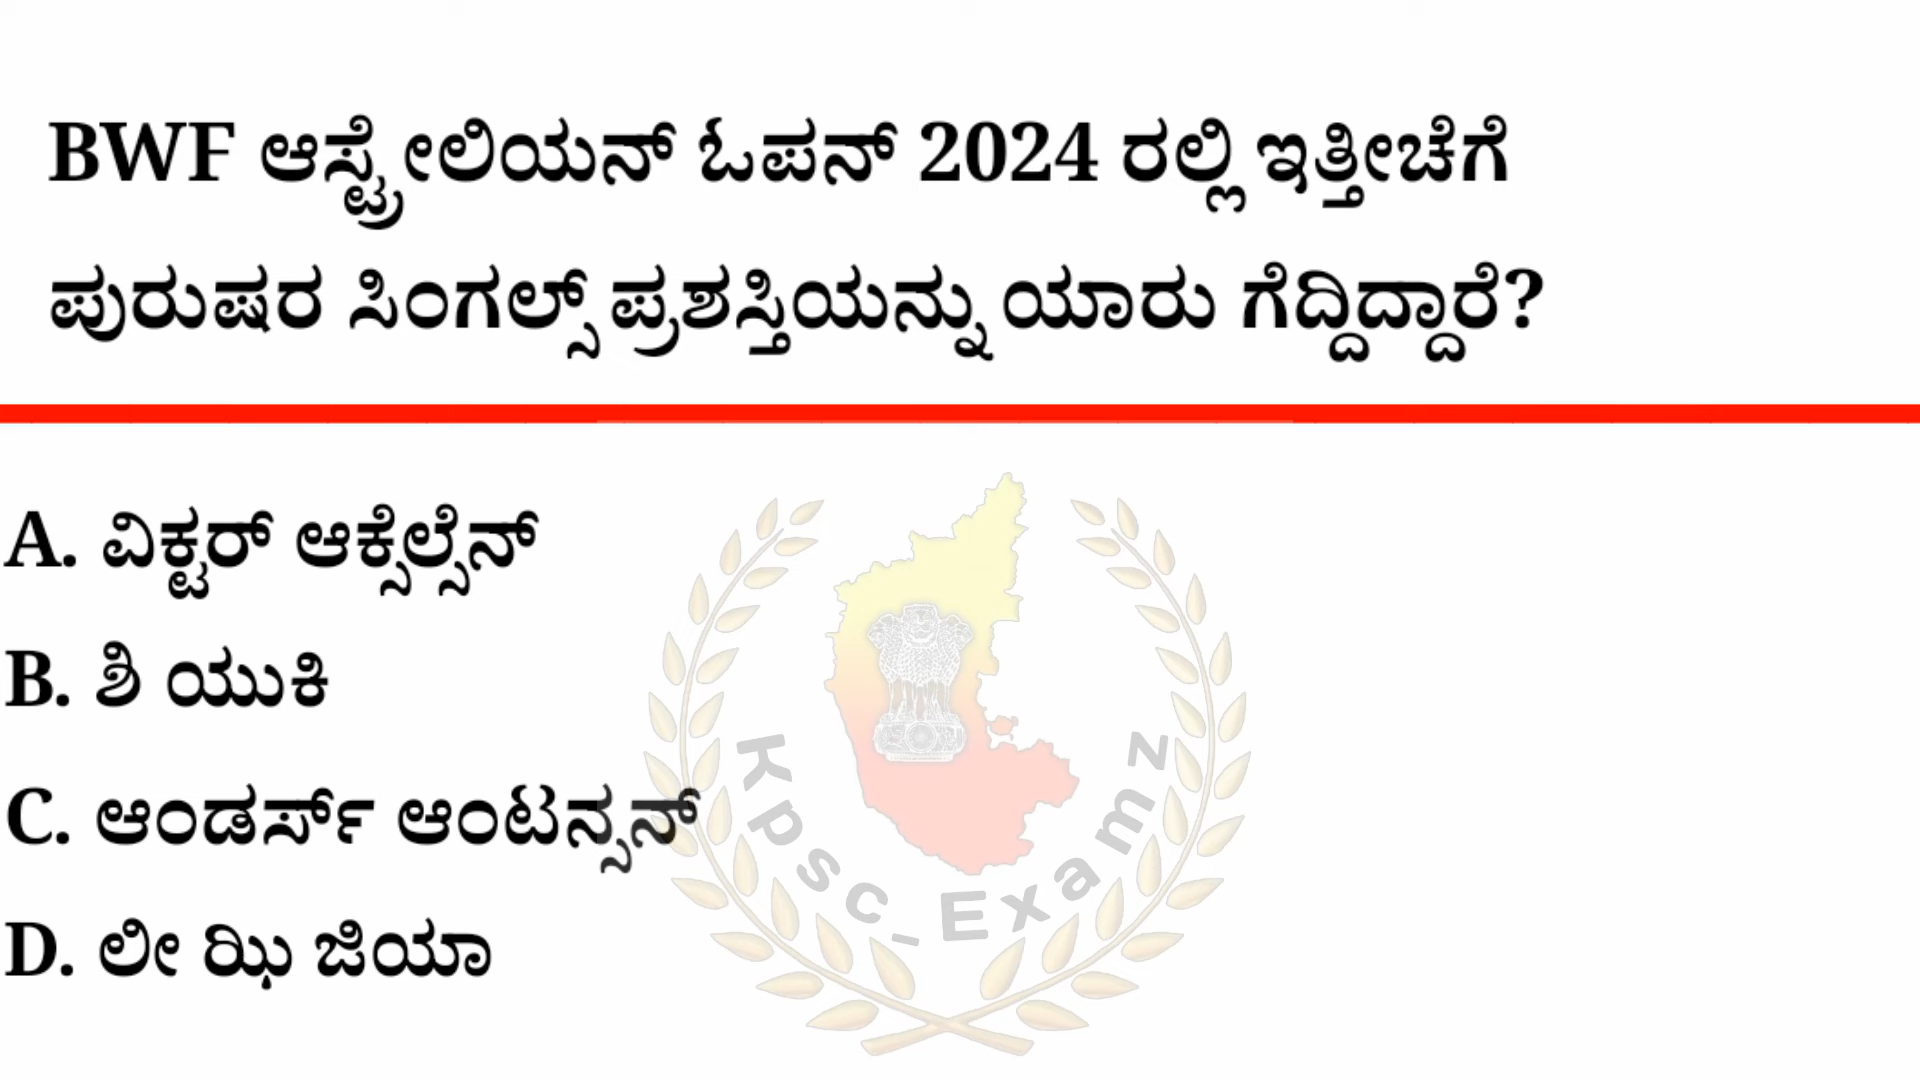 BWF ಆಸ್ಟ್ರೇಲಿಯನ್ ಓಪನ್ 2024 ರಲ್ಲಿ ಇತ್ತೀಚೆಗೆ
ಪುರುಷರ ಸಿಂಗಲ್ಸ್ ಪ್ರಶಸ್ತಿಯನ್ನು ಯಾರು ಗೆದ್ದಿದ್ದಾರೆ?
A. ವಿಕ್ಟರ್ ಆಕ್ಸೆಲ್ಸೆನ್
B. ಶಿ ಯುಕಿ
C. ಆಂಡರ್ಸ್ ಆಂಟನ್ಸನ್
D. ಲೀ ಝಿ ಜಿಯಾ
Kpsc_Examz